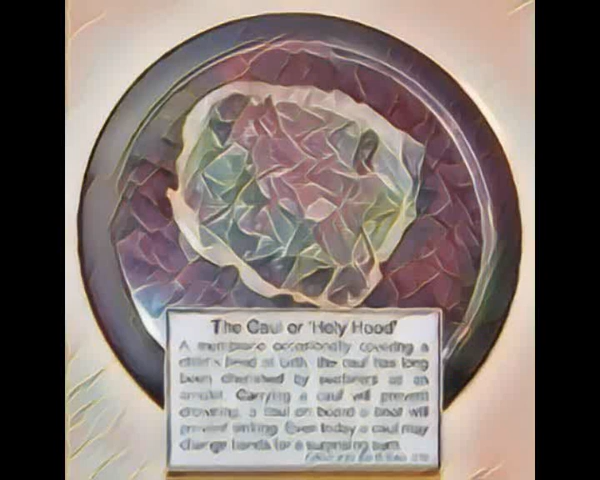 The Caul or 'Holy Hood'
A membrane occasionally covering a
child's head at birth, the caul has long
been cherished by seafarers as an
amulet. Carrying a caul will prevent
drowning, a caul on board a boat will
prevent sinking. Even today a caul may
change hands for a surprising sum.